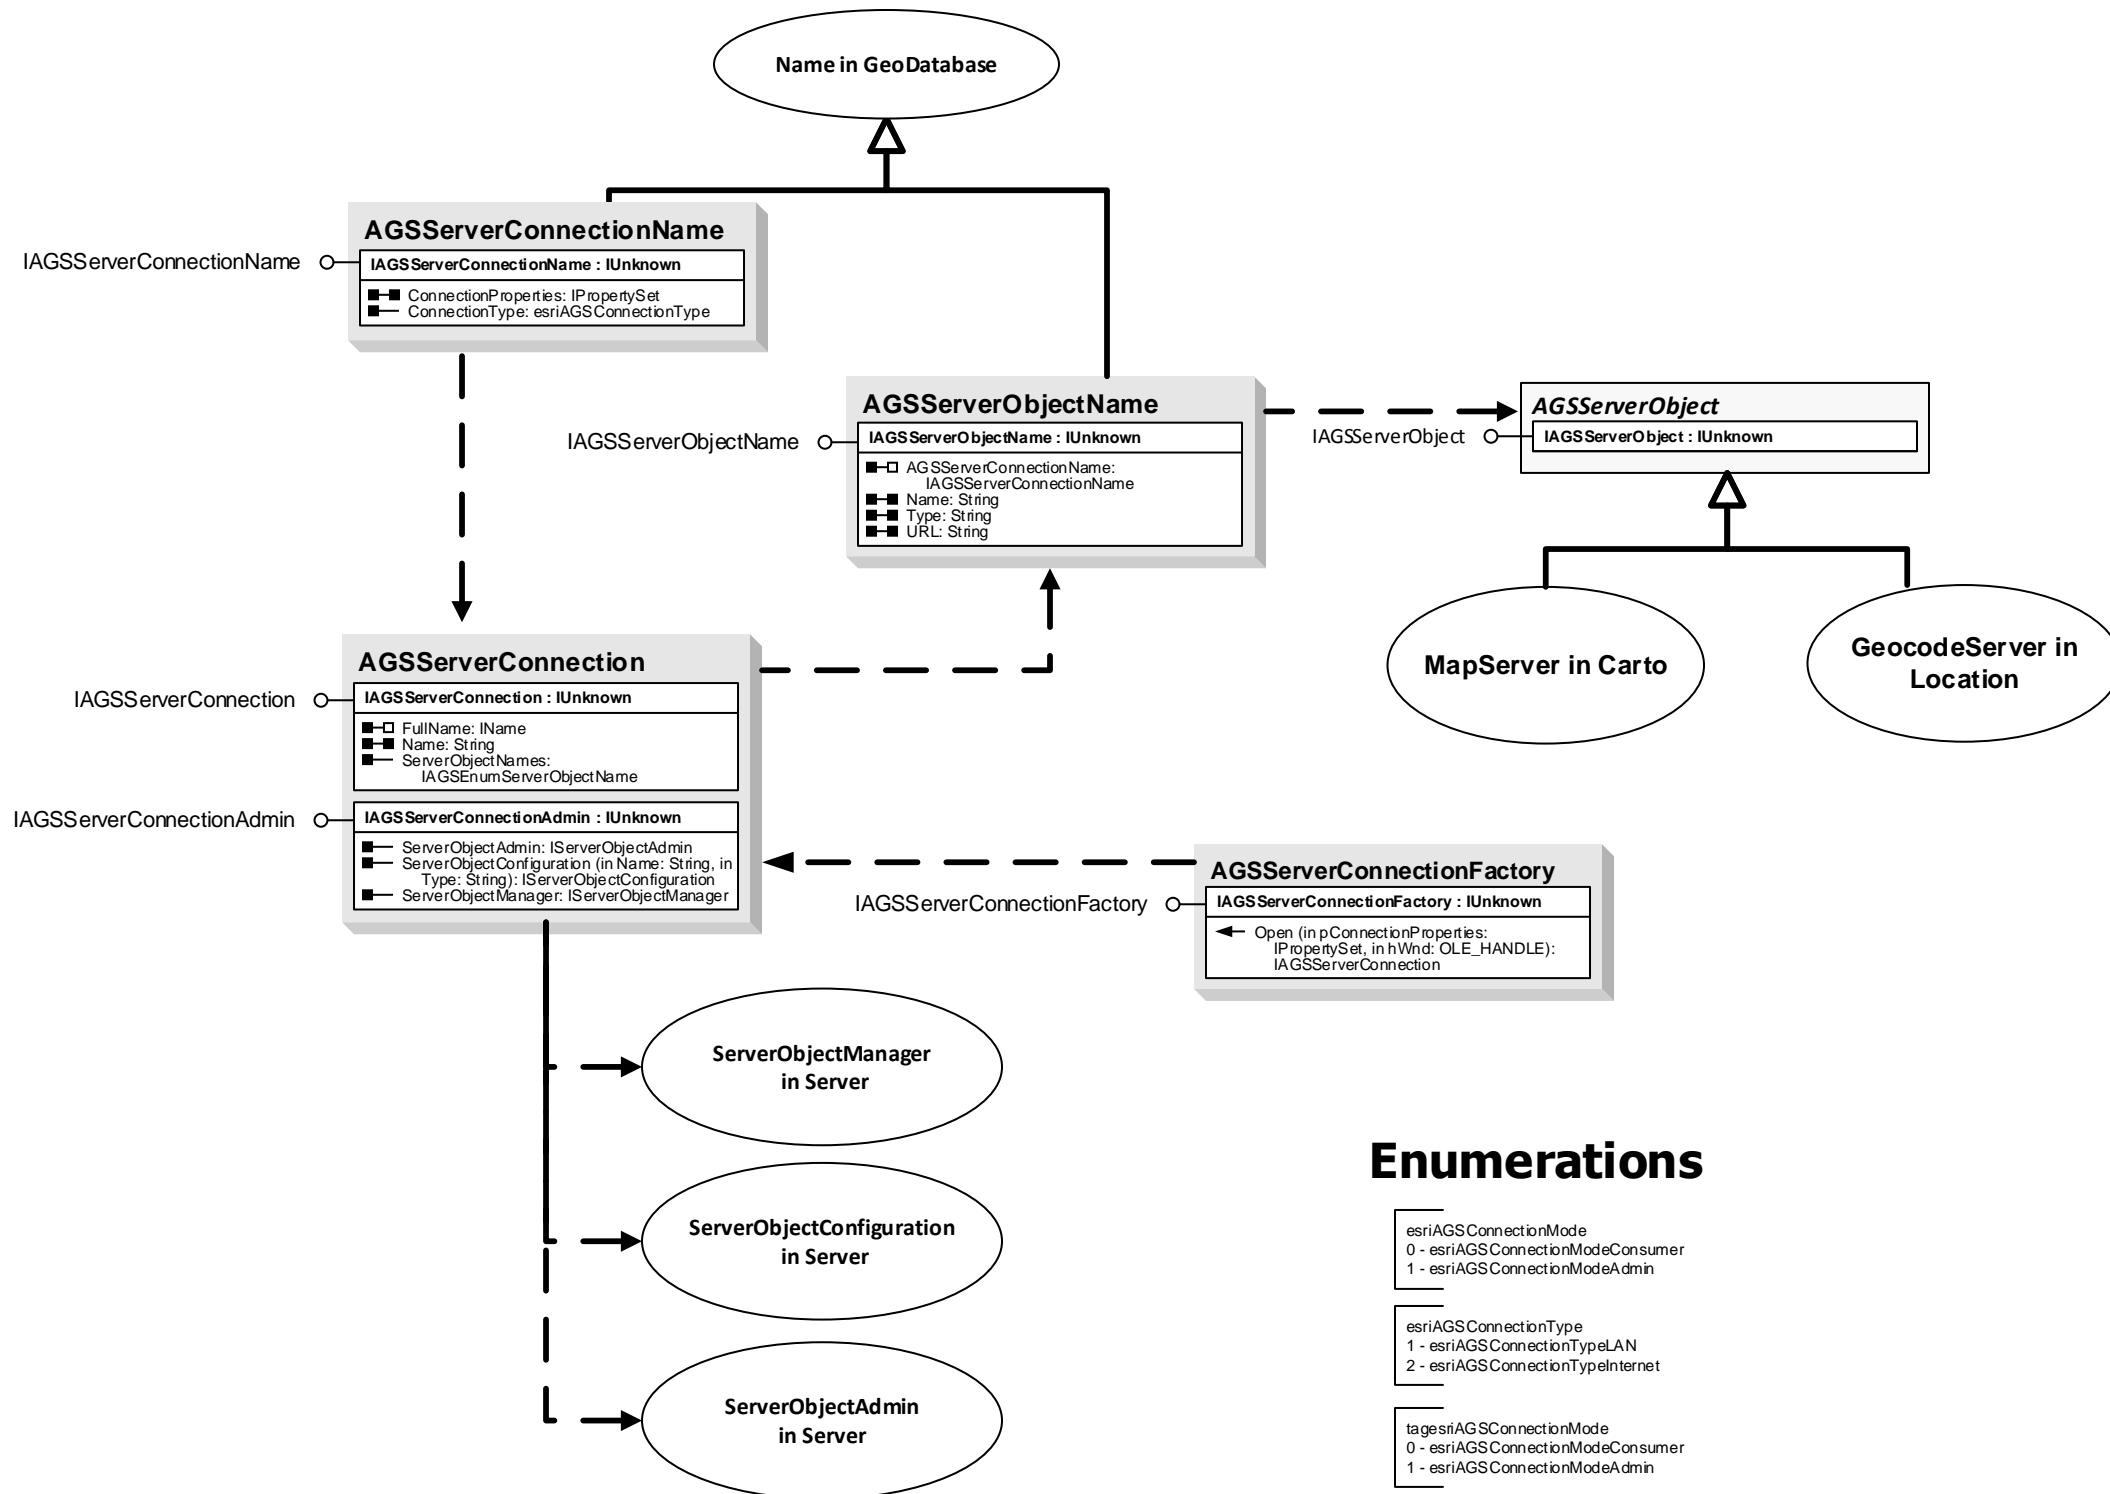 Name in GeoDatabase
AGSServerConnectionName
IAGSServerConnectionName
IAGSServerConnectionName : IUnknown
ConnectionProperties: IPropertySet
ConnectionType: esriAGSConnectionType
AGSServerObjectName
IAGSServerObjectName
IAGSServerObjectName : IUnknown
AGSServerConnectionName:
IAGSServerConnectionName
Name: String
Type: String
URL: String
AGSServerObject
IAGSServerObject
IAGSServerObject : IUnknown
MapServer in Carto
GeocodeServer in
Location
AGSServerConnection
IAGSServerConnection
IAGSServerConnection : IUnknown
FullName: IName
Name: String
ServerObjectNames:
IAGSEnumServerObjectName
IAGSServerConnectionAdmin
IAGSServerConnectionAdmin : IUnknown
ServerObjectAdmin: IServerObjectAdmin
ServerObjectConfiguration (in Name: String, in
Type: String): IServerObjectConfiguration
ServerObjectManager: IServerObjectManager
AGSServerConnectionFactory
IAGSServerConnectionFactory
IAGSServerConnectionFactory : IUnknown
Open (in pConnectionProperties:
IPropertySet, in hWnd: OLE_HANDLE):
IAGSServerConnection
ServerObjectManager
in Server
ServerObjectConfiguration
in Server
ServerObjectAdmin
in Server
Enumerations
esriAGSConnectionMode
0 - esriAGSConnectionModeConsumer
1 - esriAGSConnectionModeAdmin
esriAGSConnectionType
1 - esriAGSConnectionTypeLAN
2 - esriAGSConnectionTypeInternet
tagesriAGSConnectionMode
0 - esriAGSConnectionModeConsumer
1 - esriAGSConnectionModeAdmin